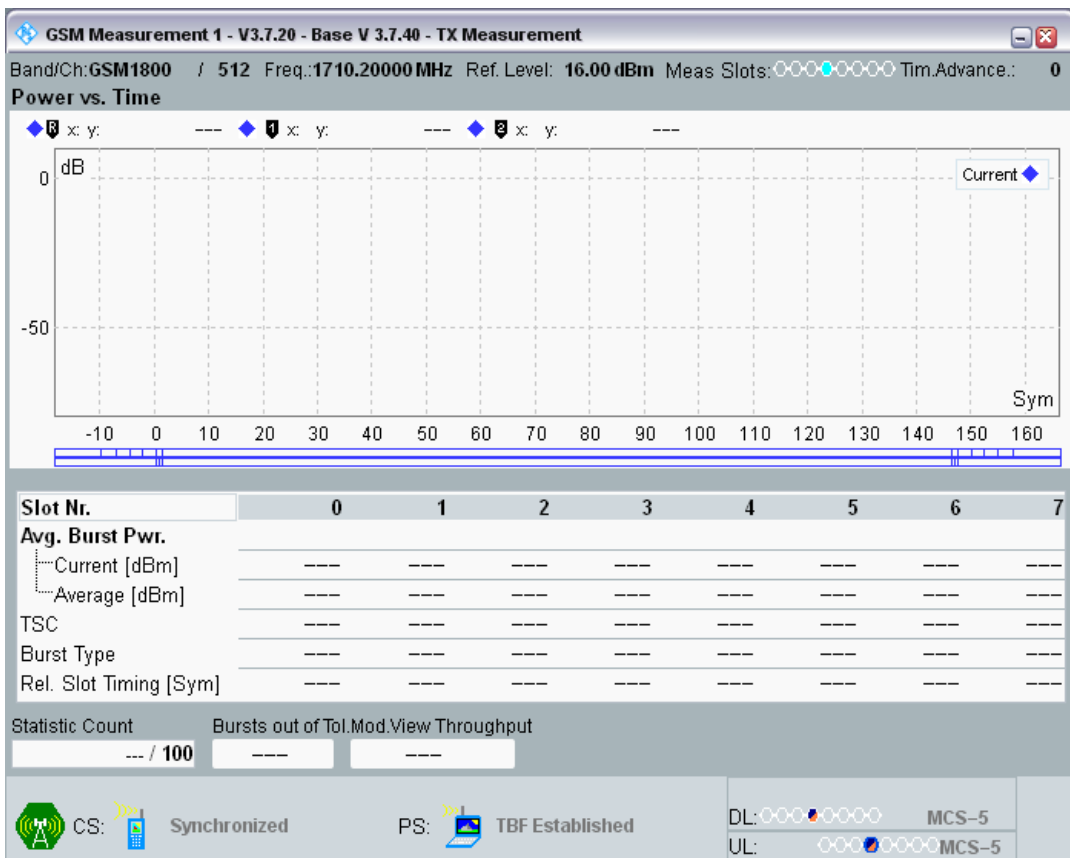 GSM Measurement 1 - V3.7.20 - Base V 3.7.40 - TX Measurement
Band/Ch:GSM1800 / 512 Freq.:1710.20000 MHz Ref. Level: 16.00 dBm Meas Slots: Tim.Advance.: 0
Power vs. Time
R x: y: --- 1 x: y: --- 2 x: y: ---
dB
0
Current
-50
Sym
-10 0 10 20 30 40 50 60 70 80 90 100 110 120 130 140 150 160
Slot Nr. 0 1 2 3 4 5 6 7
Avg. Burst Pwr.
Current [dBm] --- --- --- --- --- --- --- ---
Average [dBm] --- --- --- --- --- --- --- ---
TSC --- --- --- --- --- --- --- ---
Burst Type --- --- --- --- --- --- --- ---
Rel. Slot Timing [Sym] --- --- --- --- --- --- --- ---
Statistic Count Bursts out of Tol.Mod.View Throughput
--- / 100 --- ---
CS: Synchronized PS: TBF Established
DL: MCS-5
UL: MCS-5